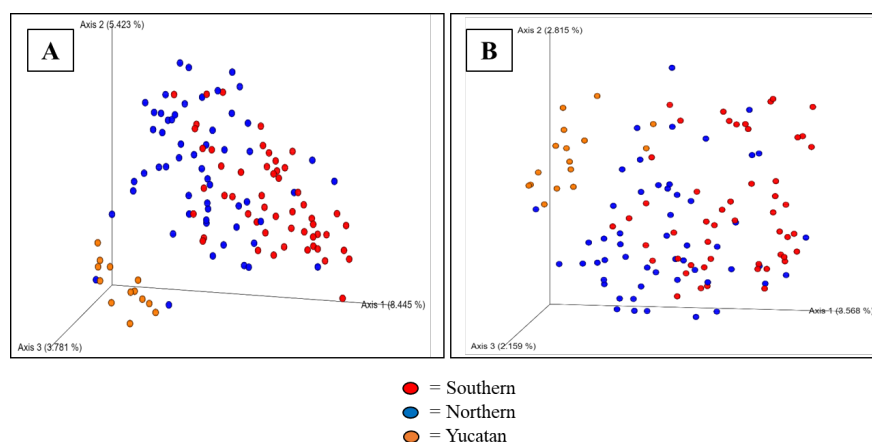 A
Axis 2 (5.423 %)
Axis 1 (8.445 %)
Axis 3 (3.781 %)
B
Axis 2 (2.815 %)
Axis 1 (3.568 %)
Axis 3 (2.159 %)
= Southern
= Northern
= Yucatan